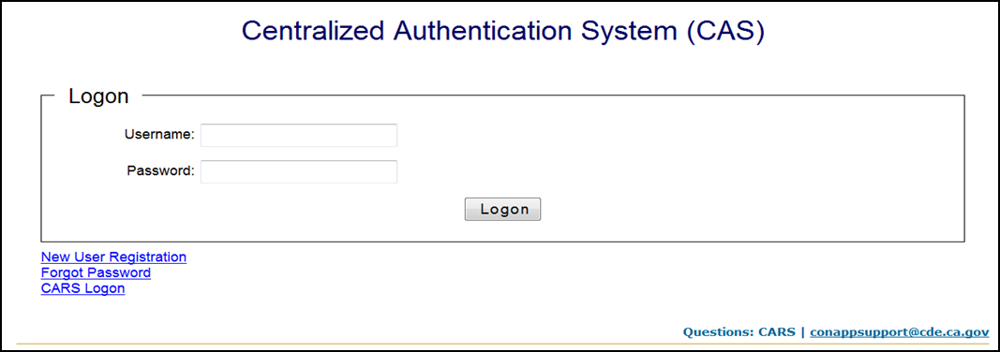 Centralized Authentication System (CAS)
Logon
Username:
Password:
Logon
New User Registration
Forgot Password
CARS Logon
Questions: CARS | conappsupport@cde.ca.gov